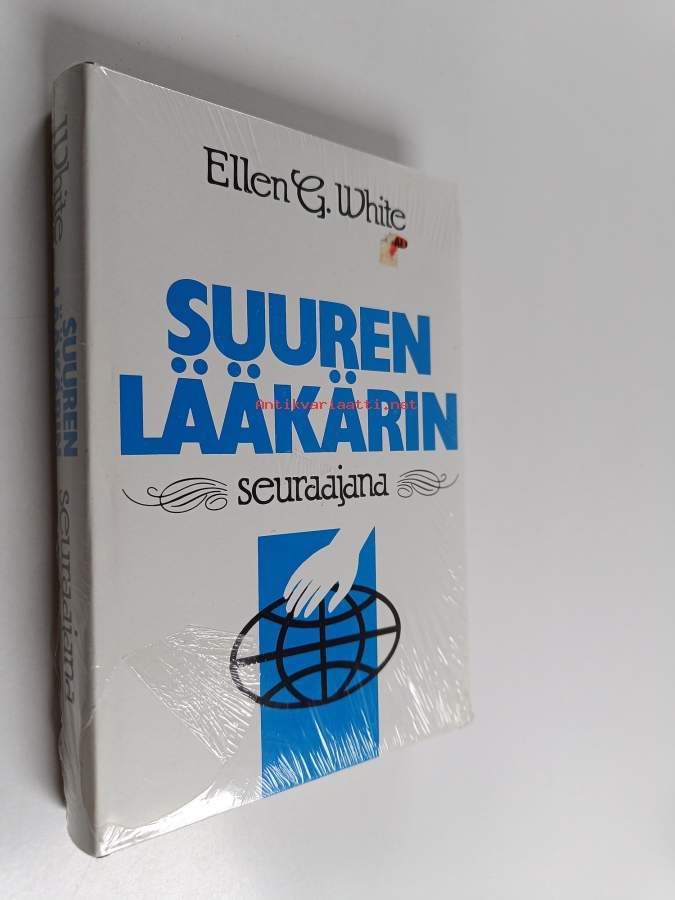 Ellen G. White
SUUREN
LÄÄKÄRIN
Antikvariaatti.net
seuraajana
White
SUUREN
seuraajana